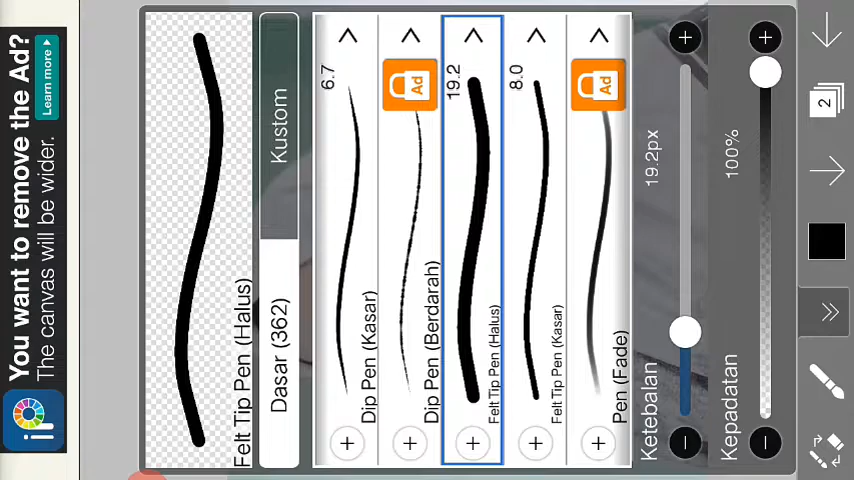 You want to remove the Ad?
The canvas will be wider.
Learn more ▸
Felt Tip Pen (Halus)
Dasar (362)
Kustom
6.7
Dip Pen (Kasar)
Ad
Dip Pen (Berdarah)
19.2
Felt Tip Pen (Halus)
8.0
Felt Tip Pen (Kasar)
Ad
Pen (Fade)
Ketebalan
19.2px
Kepadatan
100%
2